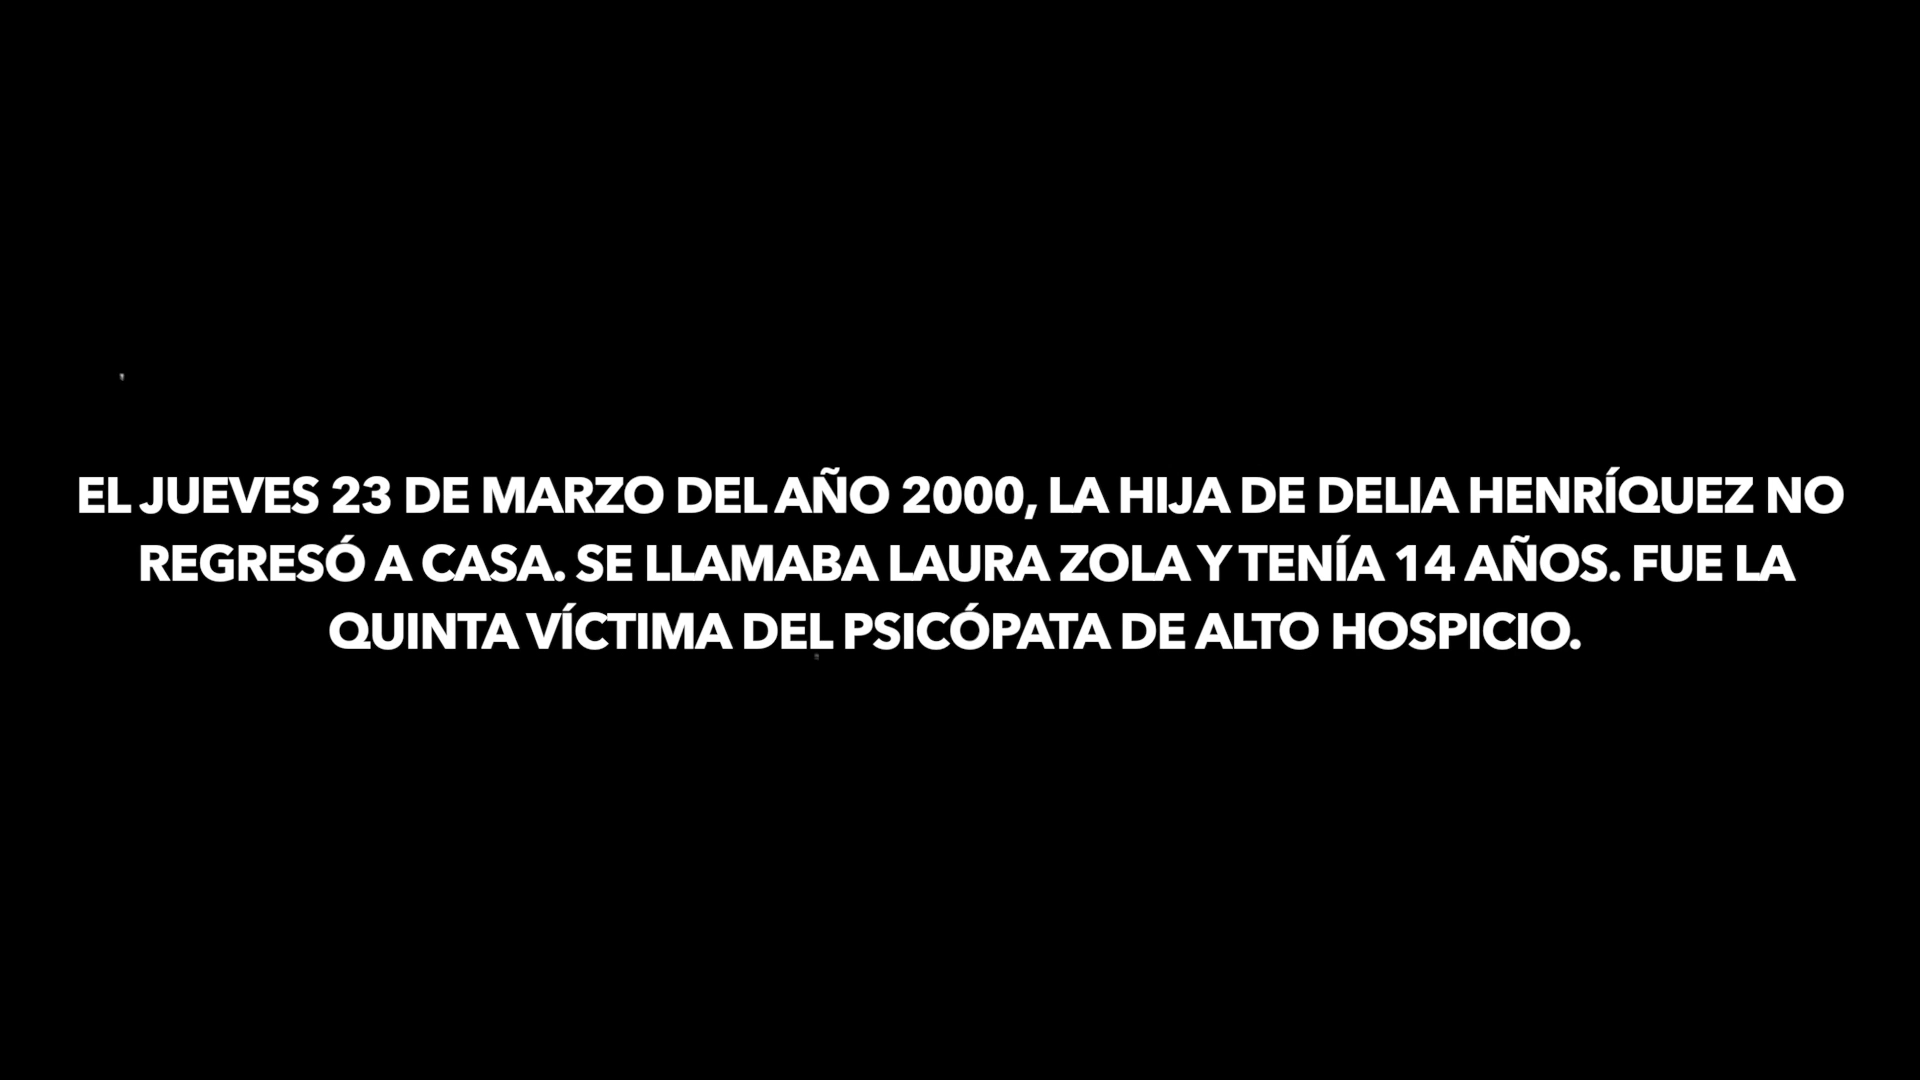 EL JUEVES 23 DE MARZO DEL AÑO 2000, LA HIJA DE DELIA HENRÍQUEZ NO
REGRESÓ A CASA. SE LLAMABA LAURA ZOLA Y TENÍA 14 AÑOS. FUE LA
QUINTA VÍCTIMA DEL PSICÓPATA DE ALTO HOSPICIO.